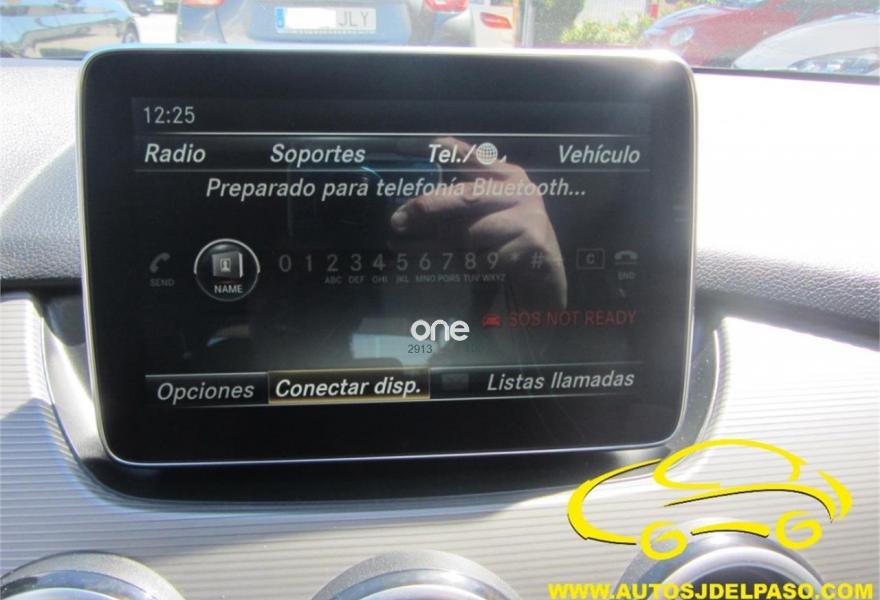 JLY
12:25
Radio Soportes Tel./ Vehículo
Preparado para telefonía Bluetooth...
0 1 2 3 4 5 6 7 8 9 * # + C
SEND NAME ABC DEF GHI JKL MNO PQRS TUV WXYZ END
SOS NOT READY
one
2913
Opciones Conectar disp. Listas llamadas
WWW.AUTOSJDELPASO.COM